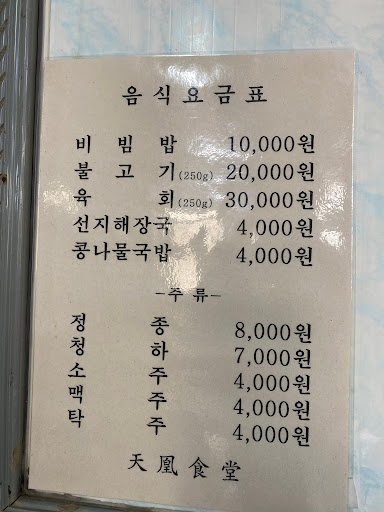 음식요금표
비빔밥 10,000원
불고기(250g) 20,000원
육회(250g) 30,000원
선지해장국 4,000원
콩나물국밥 4,000원
-주류-
정종 8,000원
청하 7,000원
소주 4,000원
맥주 4,000원
탁주 4,000원
天凰食堂